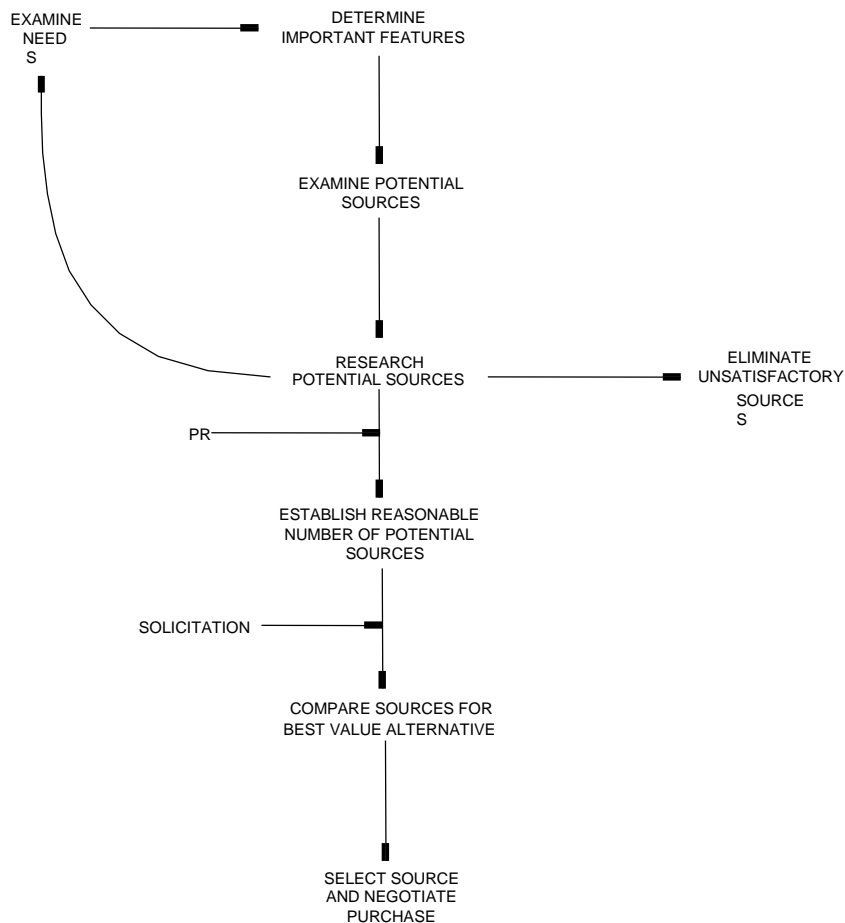 EXAMINE
NEED
S
DETERMINE
IMPORTANT FEATURES
EXAMINE POTENTIAL
SOURCES
RESEARCH
POTENTIAL SOURCES
ELIMINATE
UNSATISFACTORY
SOURCE
S
PR
ESTABLISH REASONABLE
NUMBER OF POTENTIAL
SOURCES
SOLICITATION
COMPARE SOURCES FOR
BEST VALUE ALTERNATIVE
SELECT SOURCE
AND NEGOTIATE
PURCHASE